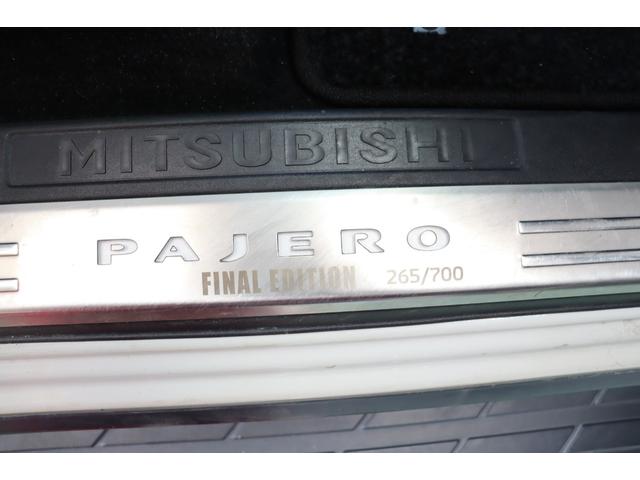 MITSUBISHI
PAJERO
FINAL EDITION 265/700